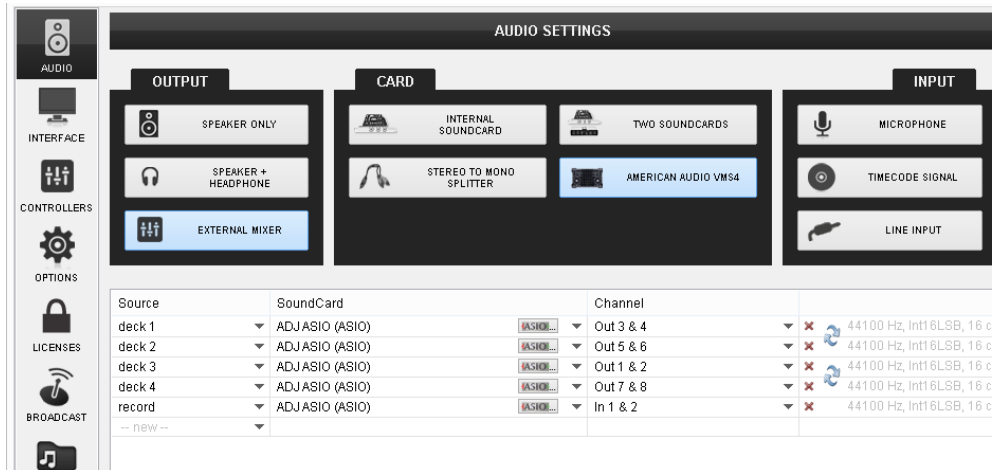 AUDIO SETTINGS
AUDIO
INTERFACE
CONTROLLERS
OPTIONS
LICENSES
BROADCAST
OUTPUT
SPEAKER ONLY
SPEAKER +
HEADPHONE
EXTERNAL MIXER
CARD
INTERNAL
SOUNDCARD
TWO SOUNDCARDS
STEREO TO MONO
SPLITTER
AMERICAN AUDIO VMS4
INPUT
MICROPHONE
TIMECODE SIGNAL
LINE INPUT
Source SoundCard Channel
deck 1 ADJ ASIO (ASIO) ASIO... Out 3 & 4 44100 Hz, Int16LSB, 16 c
deck 2 ADJ ASIO (ASIO) ASIO... Out 5 & 6 44100 Hz, Int16LSB, 16 c
deck 3 ADJ ASIO (ASIO) ASIO... Out 1 & 2 44100 Hz, Int16LSB, 16 c
deck 4 ADJ ASIO (ASIO) ASIO... Out 7 & 8 44100 Hz, Int16LSB, 16 c
record ADJ ASIO (ASIO) ASIO... In 1 & 2 44100 Hz, Int16LSB, 16 c
-- new --